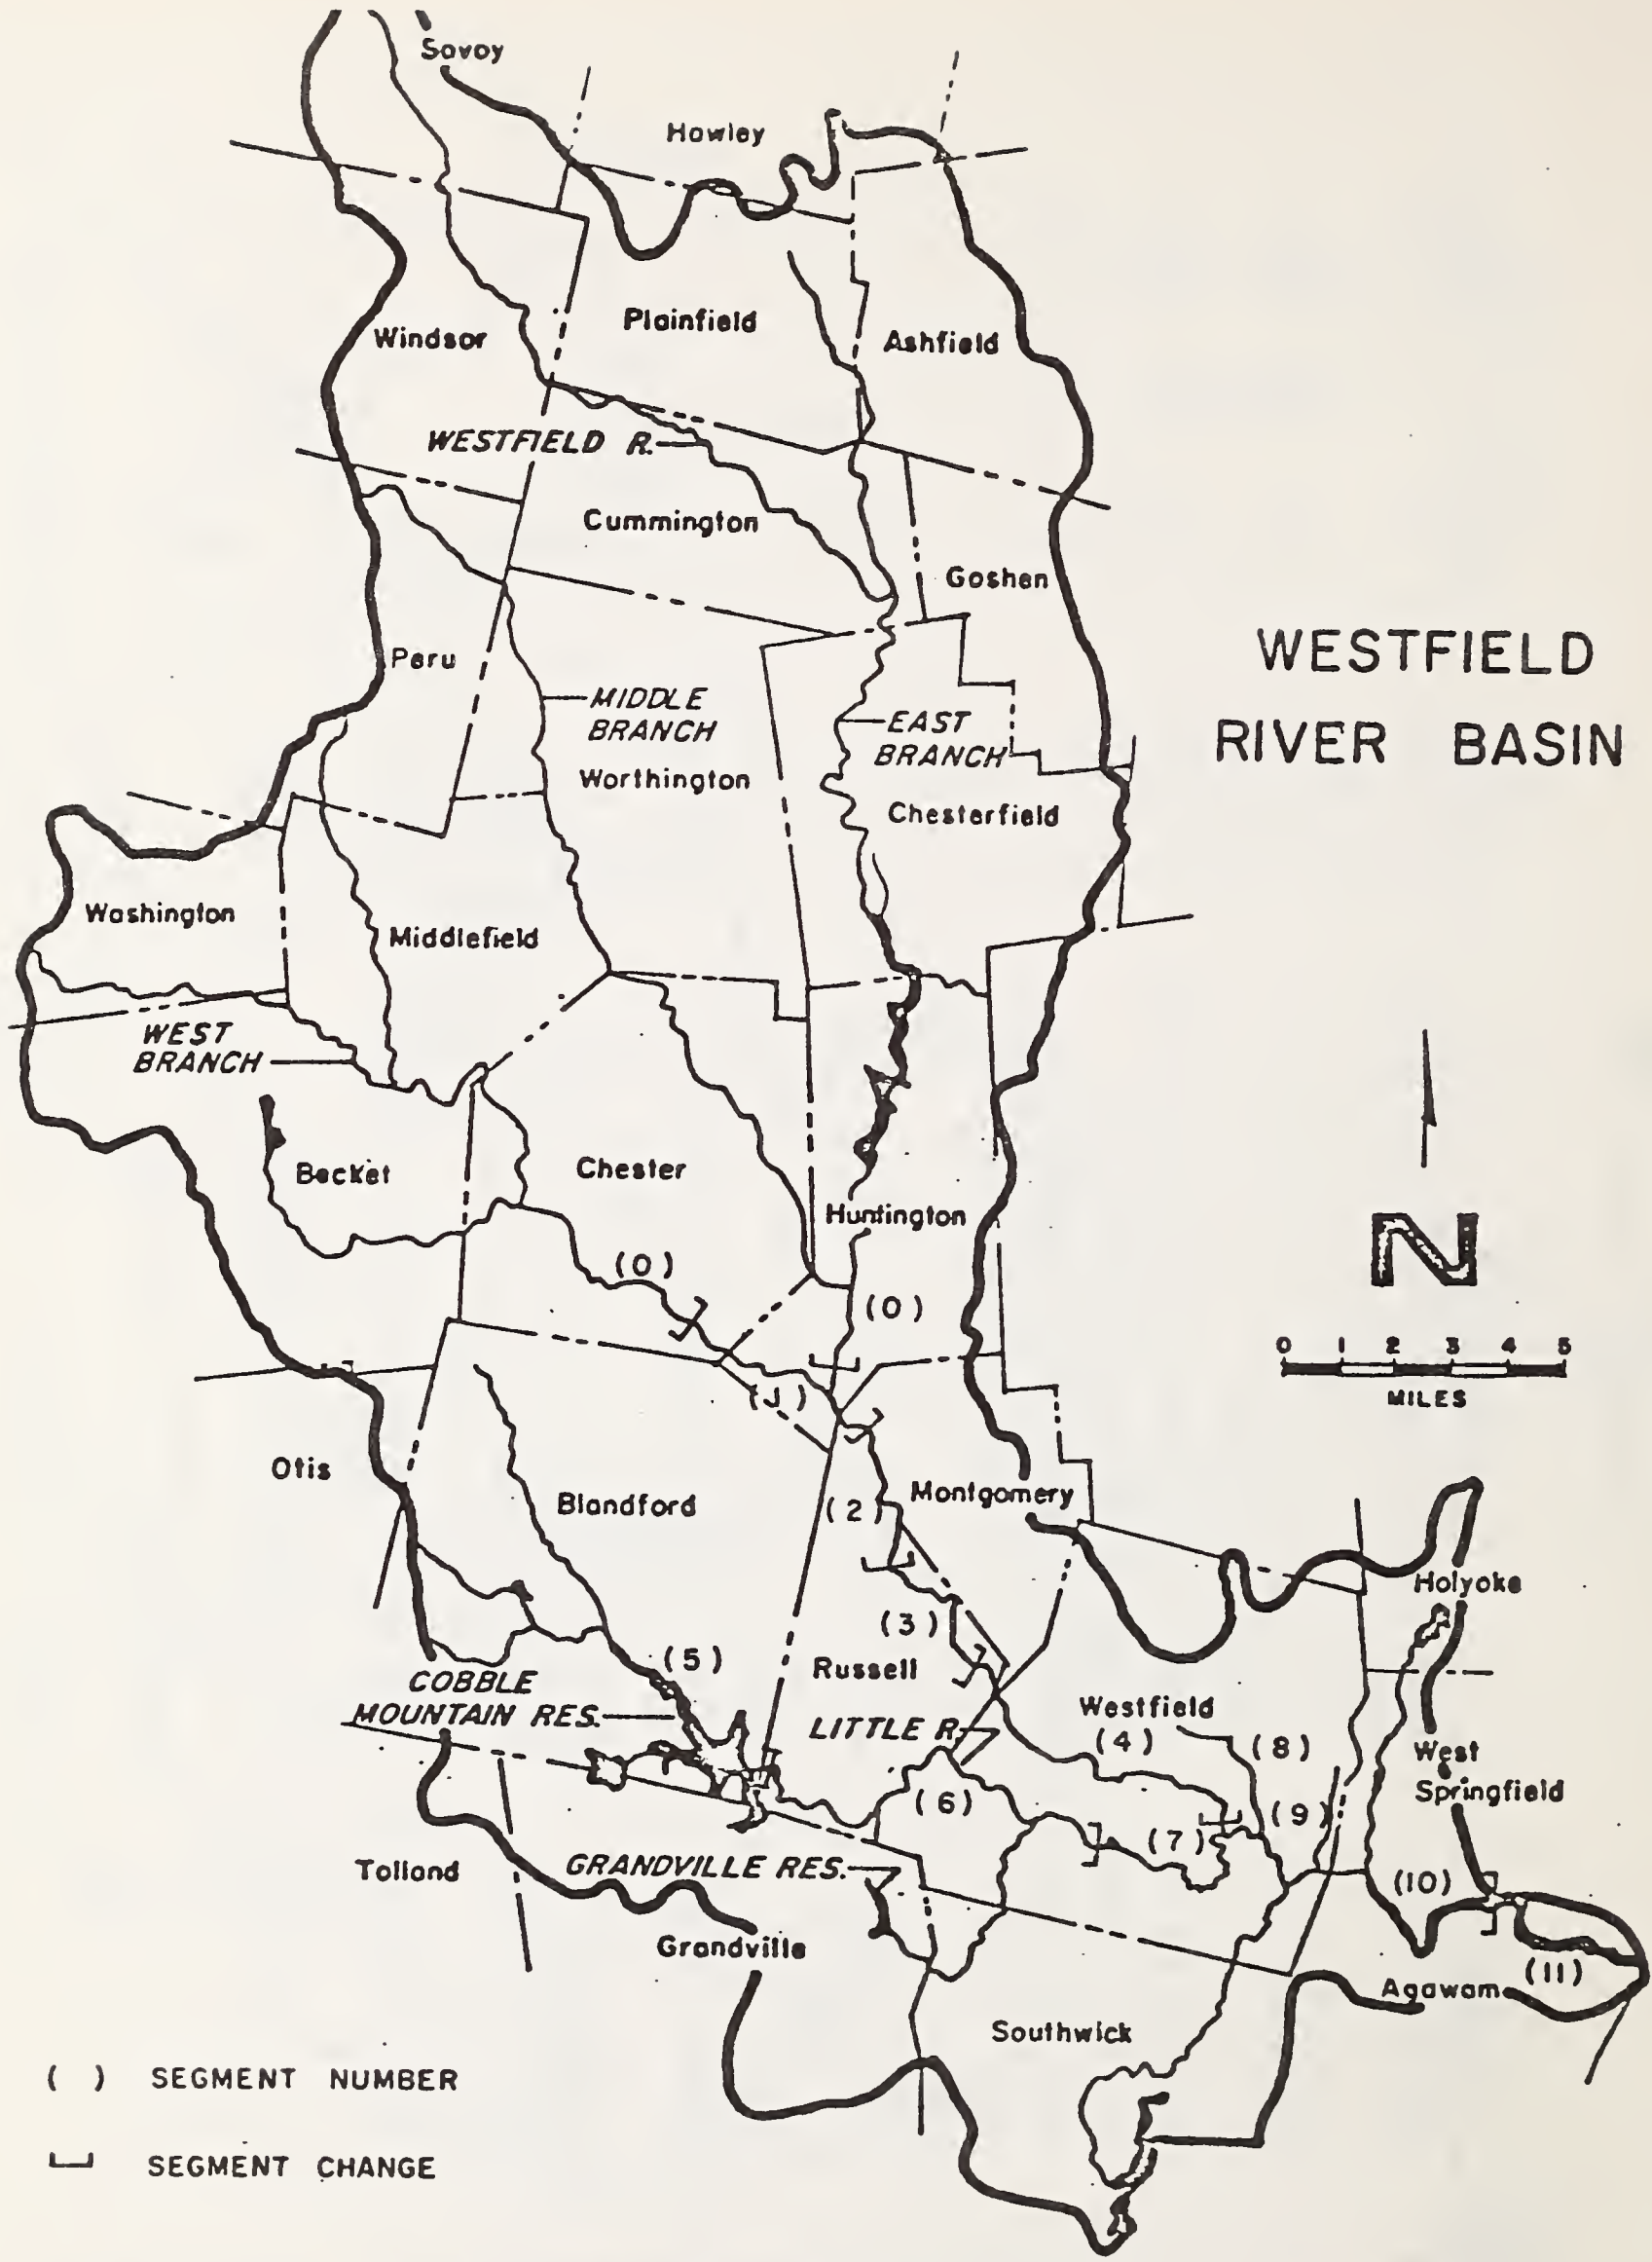 Savoy
Hawley
Plainfield
Ashfield
Windsor
WESTFIELD R.
Cummington
Goshen
WESTFIELD
RIVER BASIN
Peru
MIDDLE
BRANCH
EAST
BRANCH
Worthington
Chesterfield
Washington
Middlefield
WEST
BRANCH
Becket
Chester
Huntington
(0)
(0)
N
0 1 2 3 4 5
MILES
(1)
Otis
Blandford
(2)
Montgomery
Holyoke
(3)
(5)
Russell
COBBLE
MOUNTAIN RES.
LITTLE R.
Westfield
(4)
(8)
West
Springfield
(6)
(9)
(7)
Tolland
GRANDVILLE RES.
(10)
Grandville
Agawam
(11)
Southwick
( ) SEGMENT NUMBER
SEGMENT CHANGE